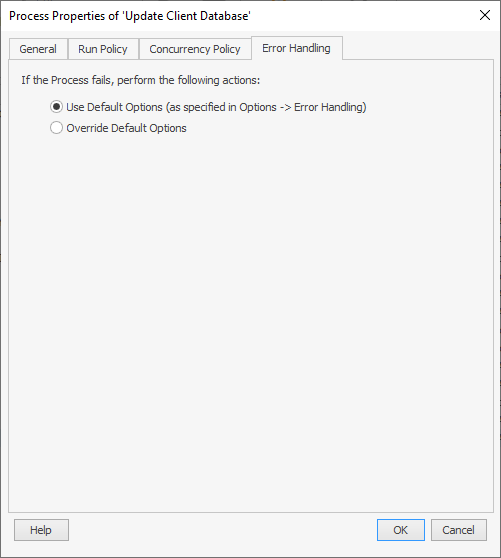 Process Properties of 'Update Client Database'
General
Run Policy
Concurrency Policy
Error Handling
If the Process fails, perform the following actions:
Use Default Options (as specified in Options -> Error Handling)
Override Default Options
Help
OK
Cancel